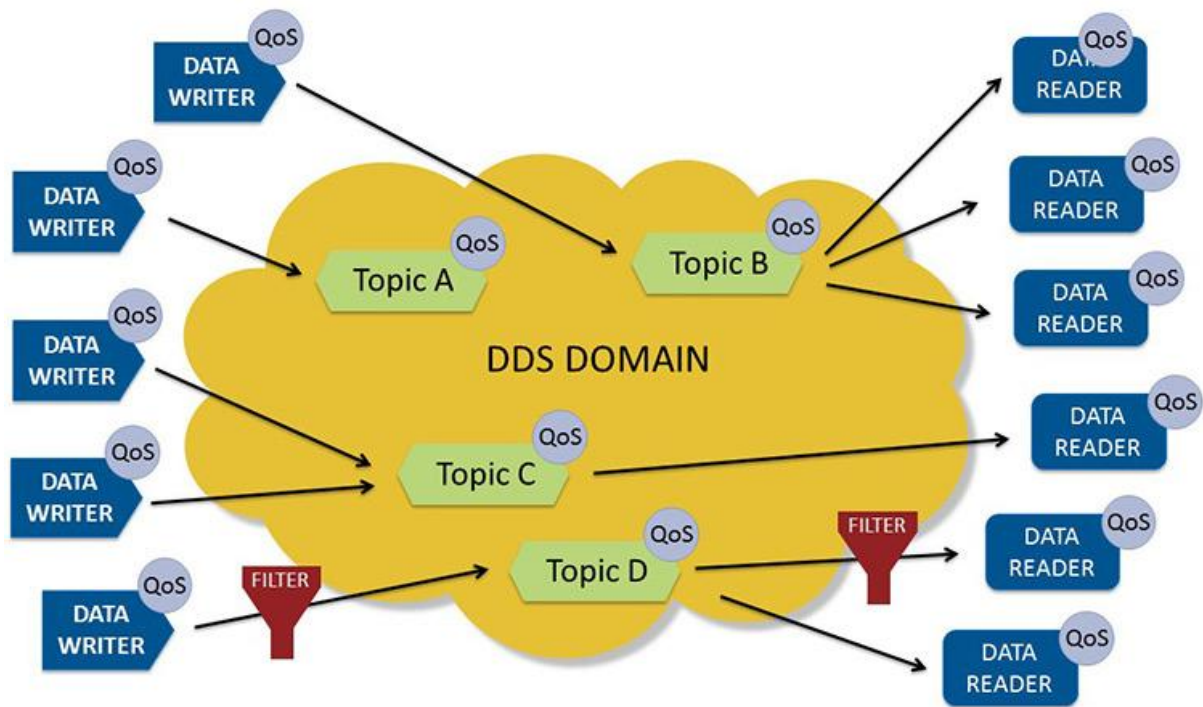 QoS
DATA
WRITER
QoS
DATA
READER
QoS
DATA
WRITER
QoS
DATA
READER
QoS
Topic A
QoS
Topic B
QoS
DATA
READER
QoS
DATA
WRITER
DDS DOMAIN
QoS
DATA
READER
QoS
DATA
WRITER
QoS
Topic C
QoS
DATA
WRITER
FILTER
QoS
Topic D
FILTER
QoS
DATA
READER
QoS
DATA
READER